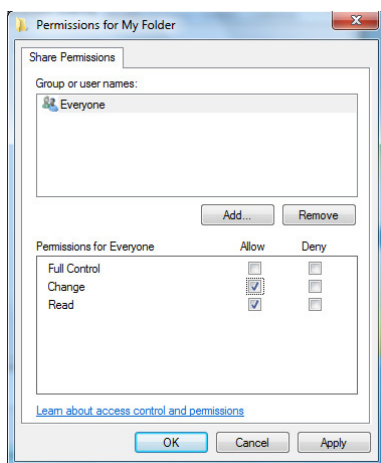 Permissions for My Folder
Share Permissions
Group or user names:
Everyone
Add... Remove
Permissions for Everyone Allow Deny
Full Control
Change
Read
Learn about access control and permissions
OK Cancel Apply